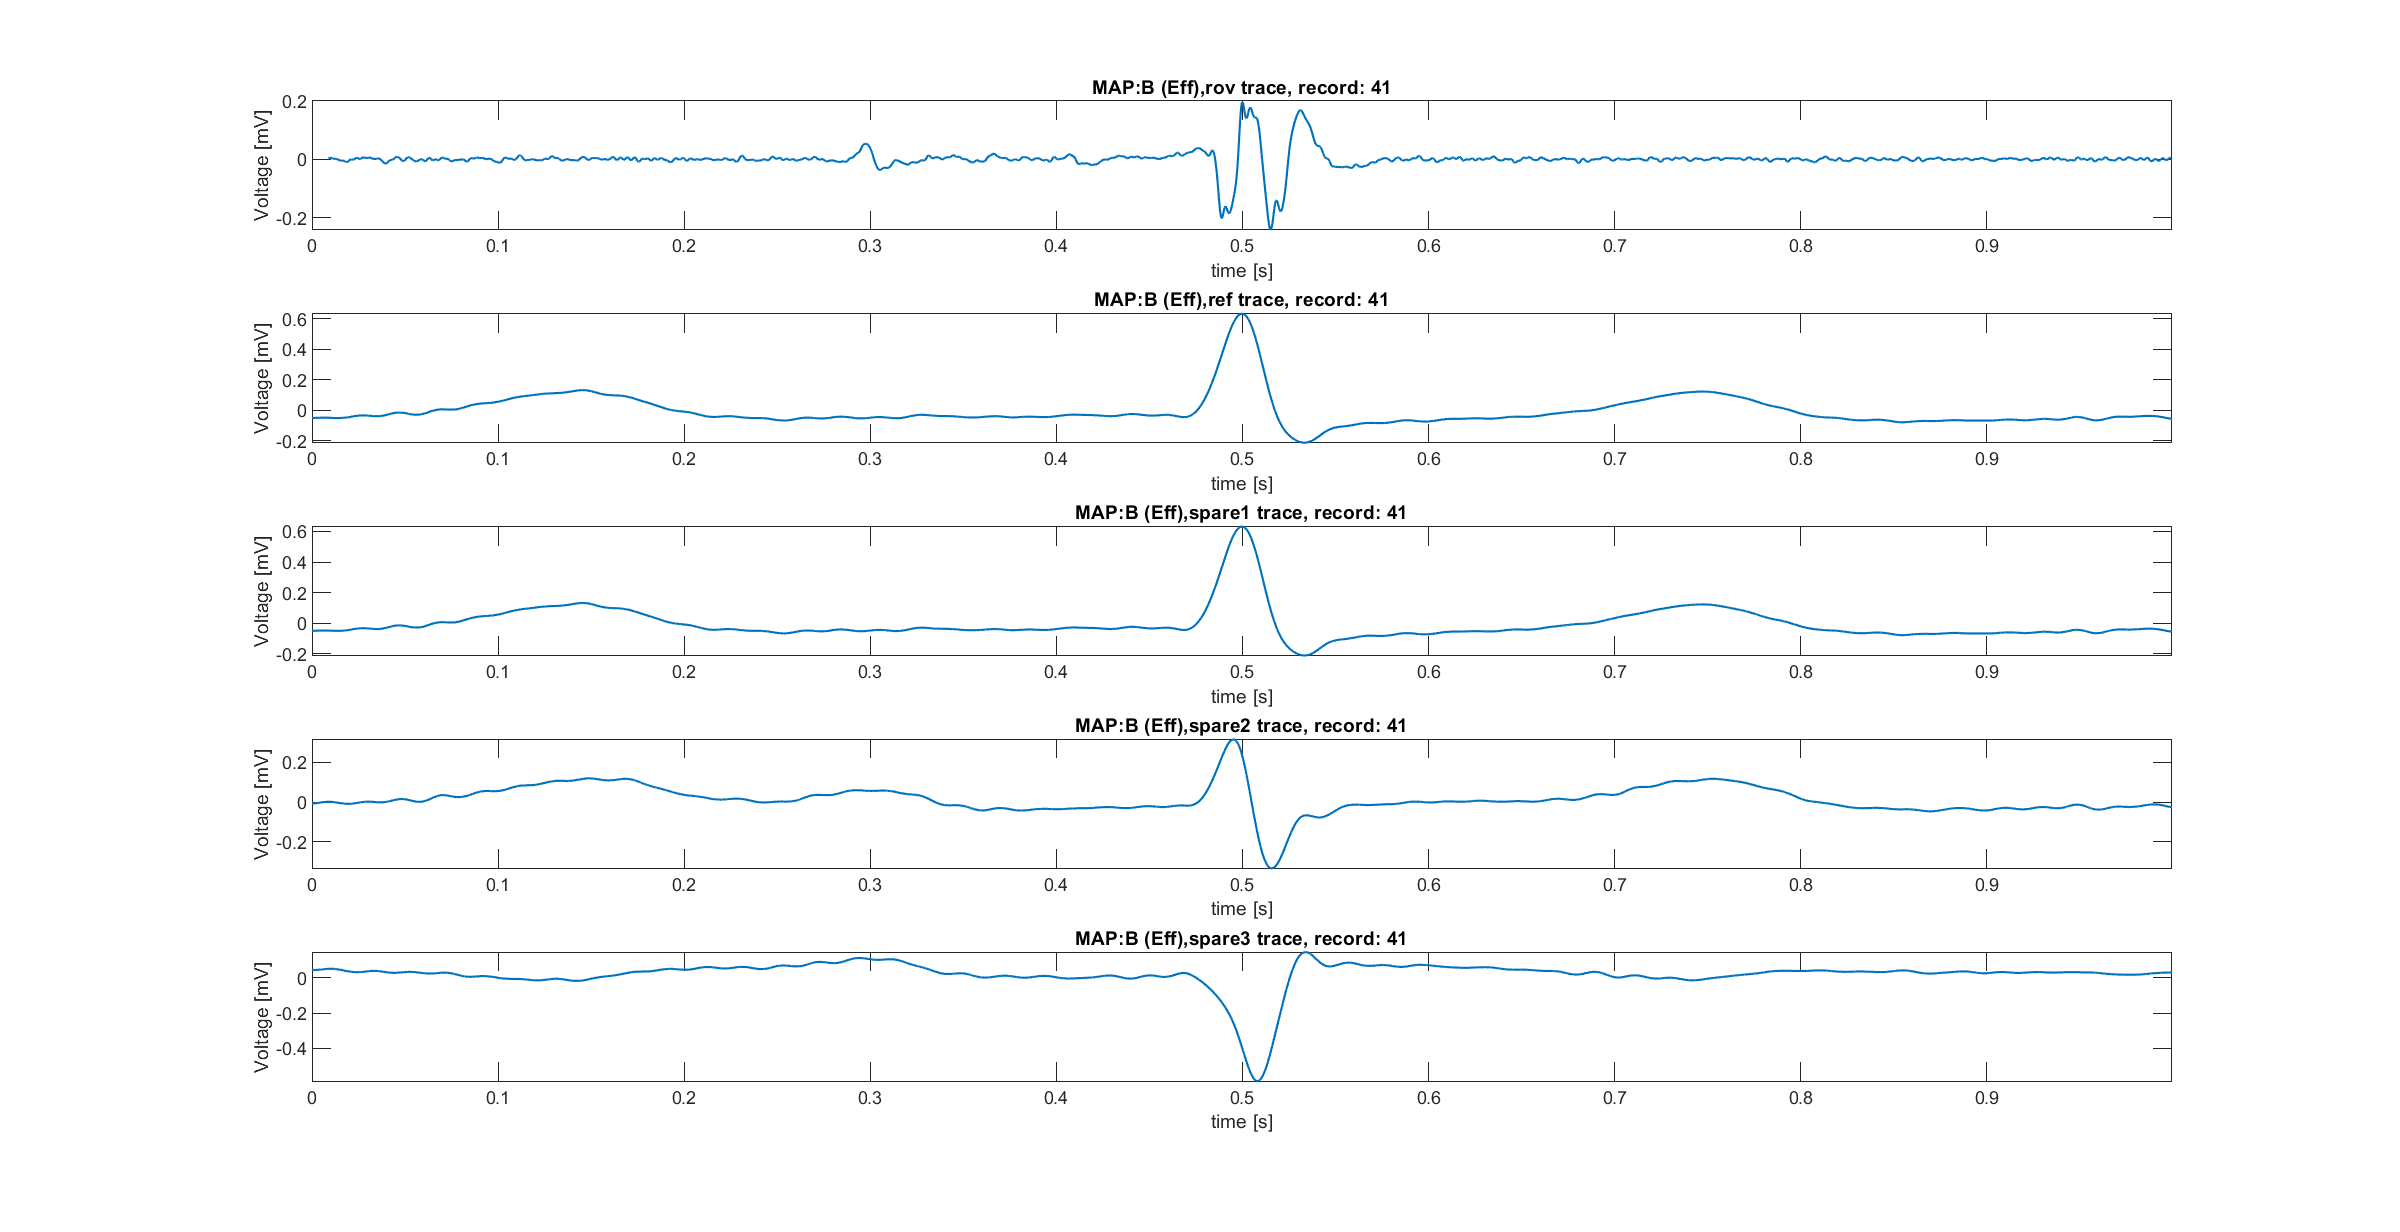 MAP:B (Eff),rov trace, record: 41
Voltage [mV]
0.2
0
-0.2
0 0.1 0.2 0.3 0.4 0.5 0.6 0.7 0.8 0.9
time [s]
MAP:B (Eff),ref trace, record: 41
Voltage [mV]
0.6
0.4
0.2
0
-0.2
0 0.1 0.2 0.3 0.4 0.5 0.6 0.7 0.8 0.9
time [s]
MAP:B (Eff),spare1 trace, record: 41
Voltage [mV]
0.6
0.4
0.2
0
-0.2
0 0.1 0.2 0.3 0.4 0.5 0.6 0.7 0.8 0.9
time [s]
MAP:B (Eff),spare2 trace, record: 41
Voltage [mV]
0.2
0
-0.2
0 0.1 0.2 0.3 0.4 0.5 0.6 0.7 0.8 0.9
time [s]
MAP:B (Eff),spare3 trace, record: 41
Voltage [mV]
0
-0.2
-0.4
0 0.1 0.2 0.3 0.4 0.5 0.6 0.7 0.8 0.9
time [s]